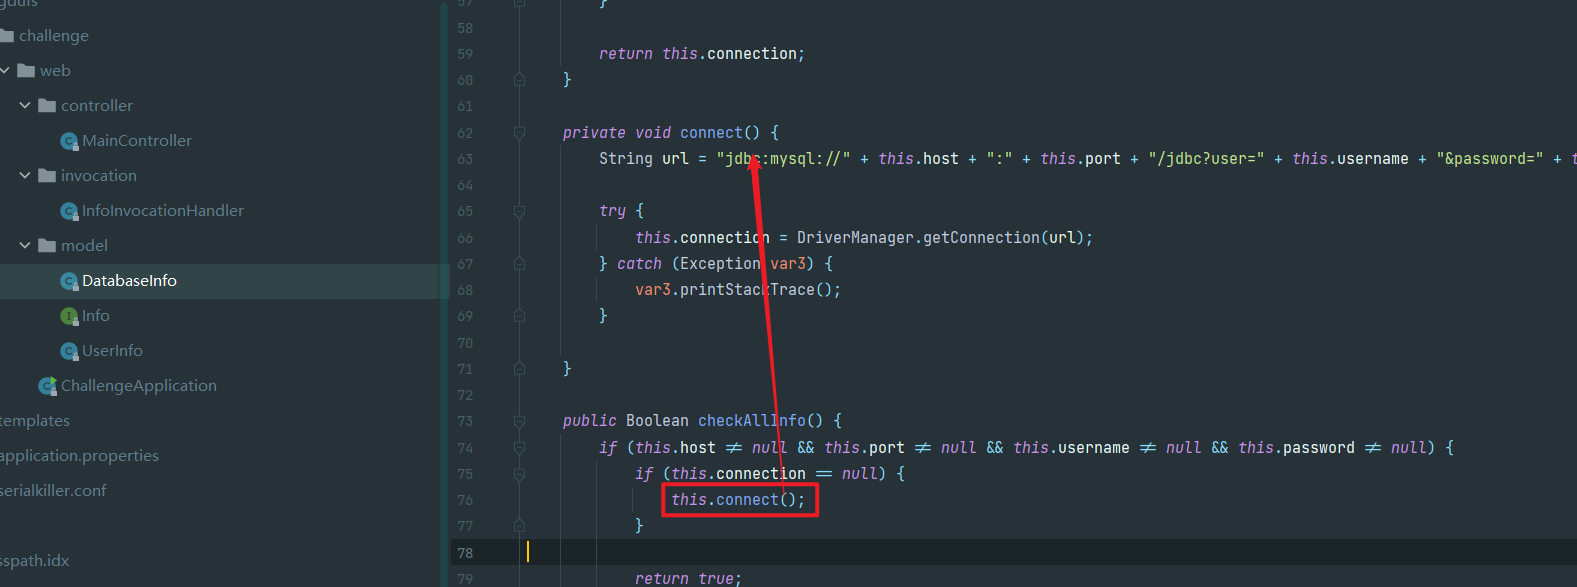 challenge
web
controller
MainController
invocation
InfoInvocationHandler
model
DatabaseInfo
Info
UserInfo
ChallengeApplication
templates
application.properties
serialkiller.conf
57 }
58
59 return this.connection;
60 }
61
62 private void connect() {
63 String url = "jdbc:mysql://" + this.host + ":" + this.port + "/jdbc?user=" + this.username + "&password=" +
64
65 try {
66 this.connection = DriverManager.getConnection(url);
67 } catch (Exception var3) {
68 var3.printStackTrace();
69 }
70
71 }
72
73 public Boolean checkAllInfo() {
74 if (this.host ≠ null && this.port ≠ null && this.username ≠ null && this.password ≠ null) {
75 if (this.connection == null) {
76 this.connect();
77 }
78
79 return true;